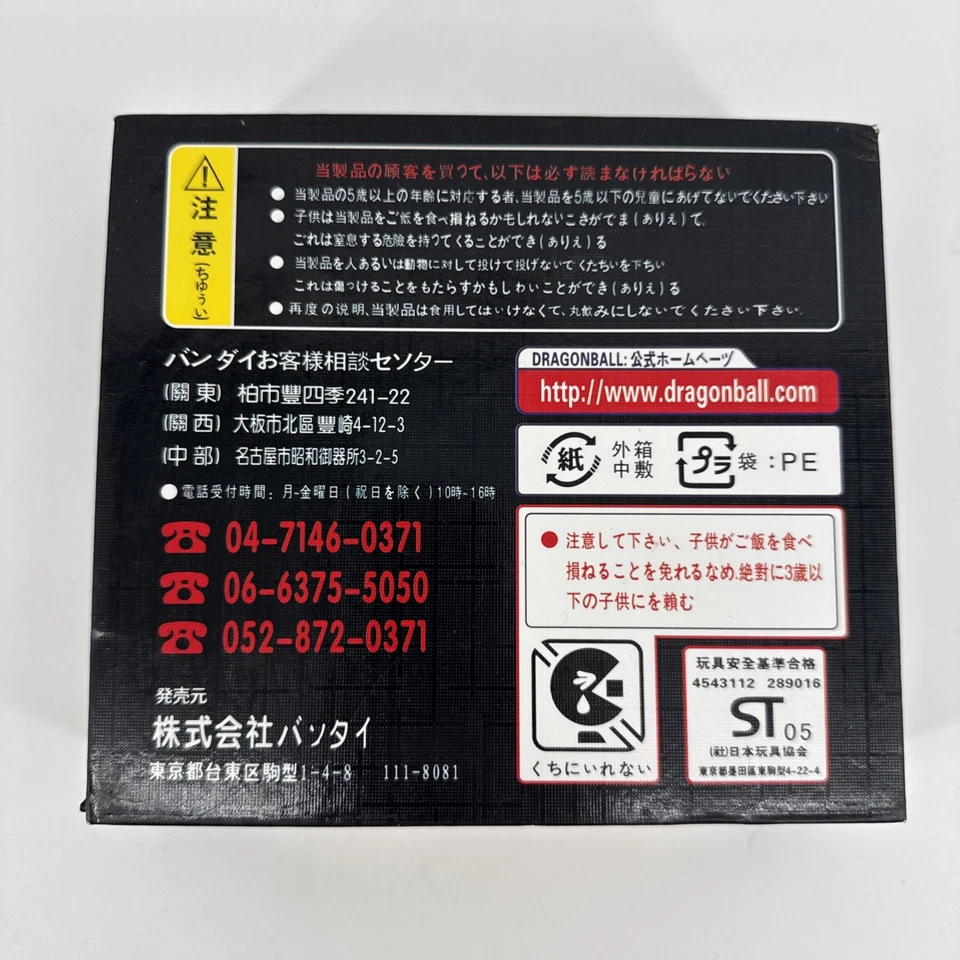 注意
(ちゅうい)
当製品の顧客を買つて、以下は必ず読まなければらない
● 当製品の5歳以上の年齢に対応する者、当製品を5歳以下の兒童にあげてないでください下さい
● 子供は当製品をご飯を食べ損ねるかもしれないこさがでま(ありえ)て、
これは窒息する危險を持つてくることができ(ありえ)る
● 当製品を人あるいは動物に対して投けて投げないでくたちいを下ちい
これは傷つけることをもたらすかもしわいことができ(ありえ)る
● 再度の说明、当製品は食用してはいけなくて、丸飲みにしないでください下さい.
バンダイお客様相談セソター
(關東) 柏市豐四季241-22
(關西) 大板市北區豐崎4-12-3
(中部) 名古屋市昭和御器所3-2-5
●電話受付時間:月~金曜日(祝日を除く)10時~16時
☎ 04-7146-0371
☎ 06-6375-5050
☎ 052-872-0371
発売元
株式会社バソタイ
東京都台東区駒型1-4-8 111-8081
DRAGONBALL:公式ホームペーツ
http://www.dragonball.com
紙 外箱
中敷
プラ 袋:PE
● 注意して下さい、子供がご飯を食べ
損ねることを免れるなめ.絶對に3歲以
下の子供にを賴む
くちにいれない
玩具安全基準合格
4543112 289016
ST 05
(社)日本玩具協会
東京都墨田區東駒型4-22-4